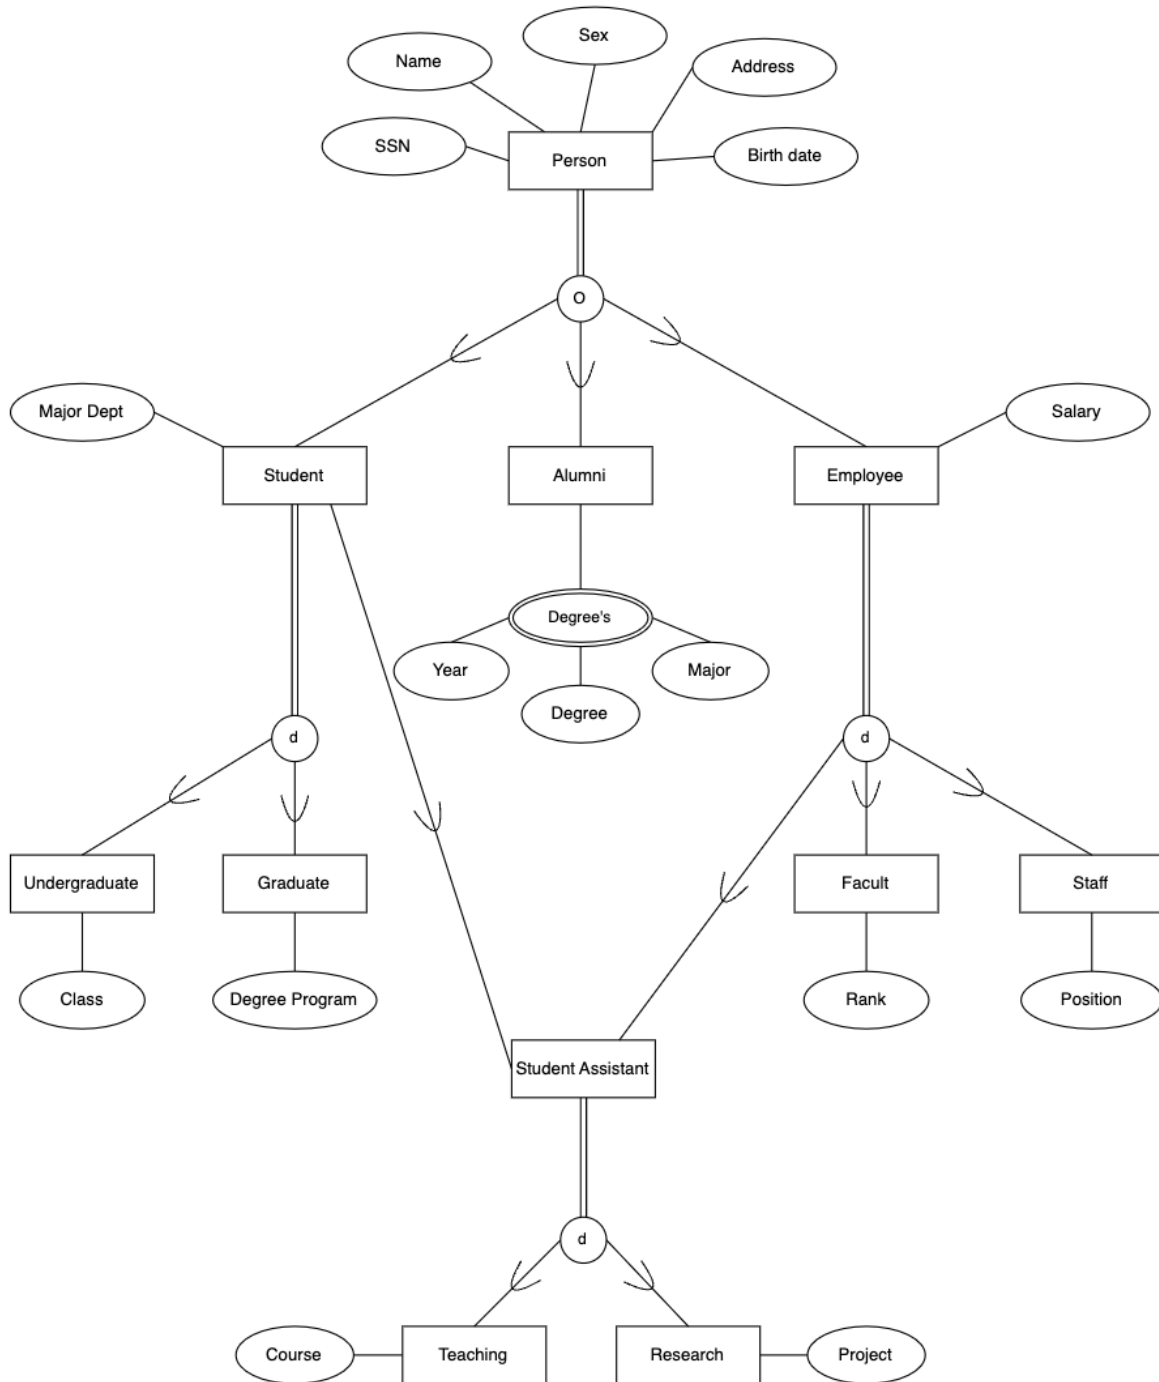 Sex
Name
Address
SSN
Person
Birth date
O
Major Dept
Salary
Student
Alumni
Employee
Degree's
Year
Major
Degree
d
d
Undergraduate
Graduate
Facult
Staff
Class
Degree Program
Rank
Position
Student Assistant
d
Course
Teaching
Research
Project